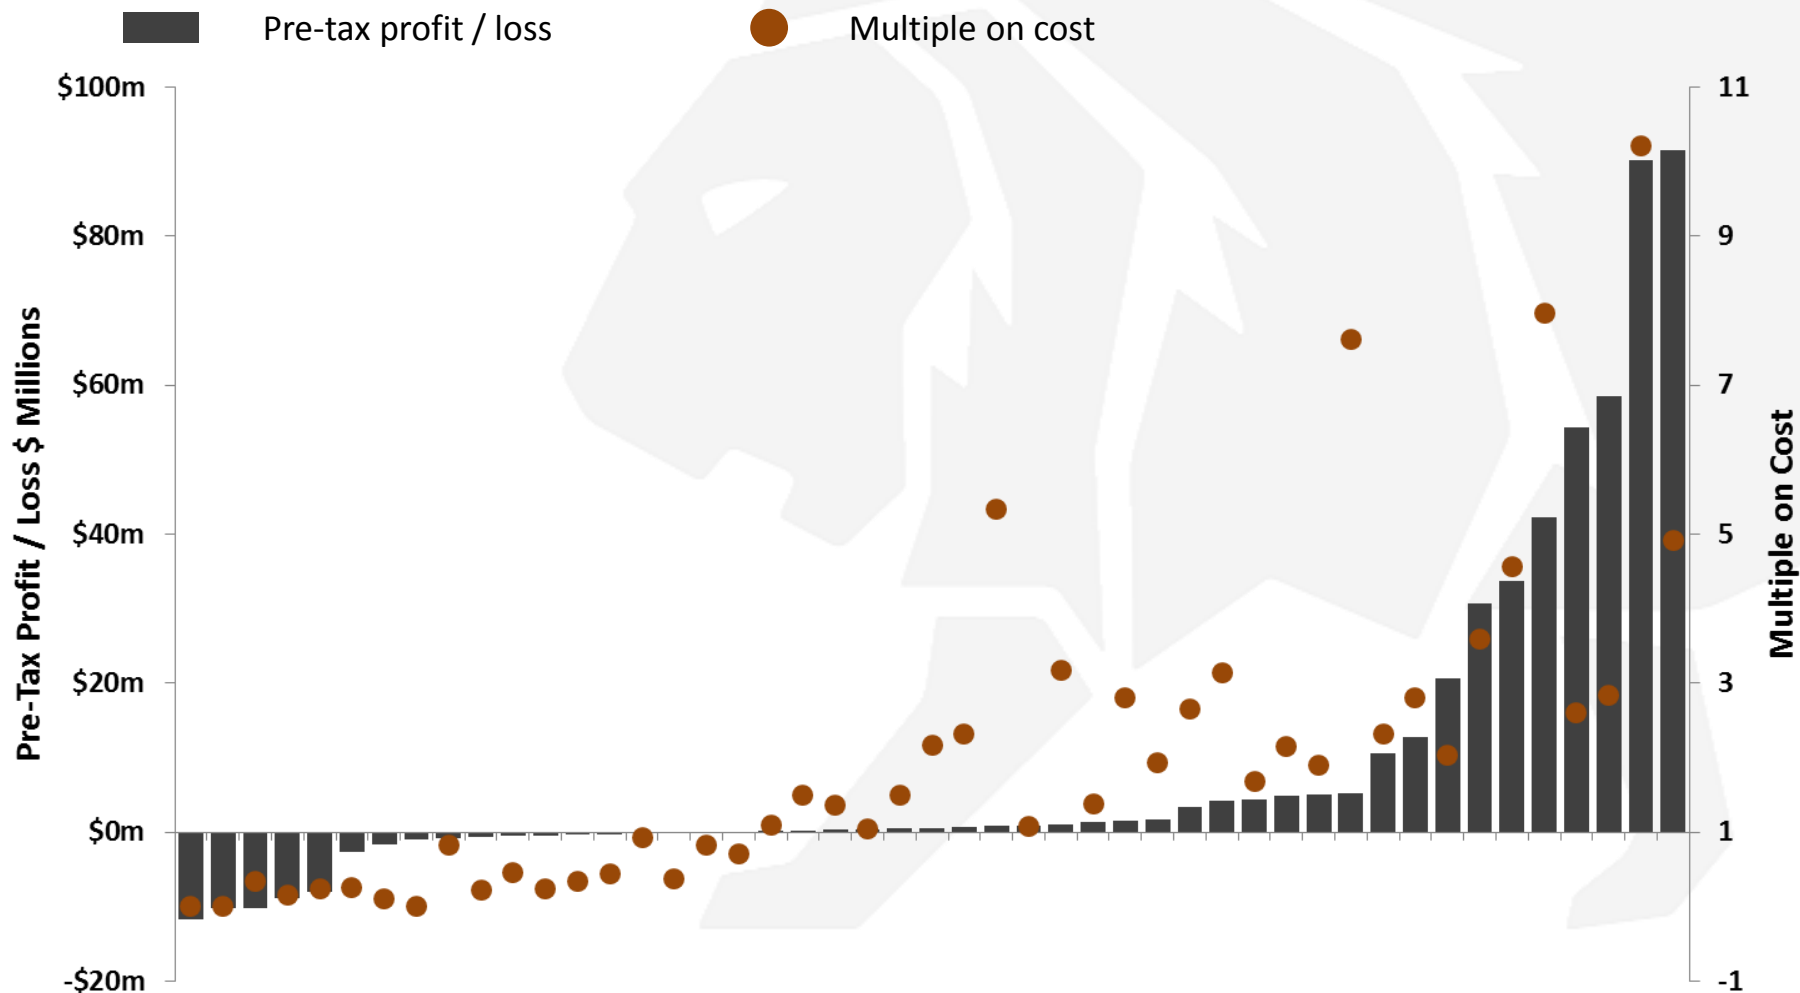 Pre-tax profit / loss
Multiple on cost
$100m
$80m
$60m
$40m
$20m
$0m
-$20m
Pre-Tax Profit / Loss $ Millions
11
9
7
5
3
1
-1
Multiple on Cost